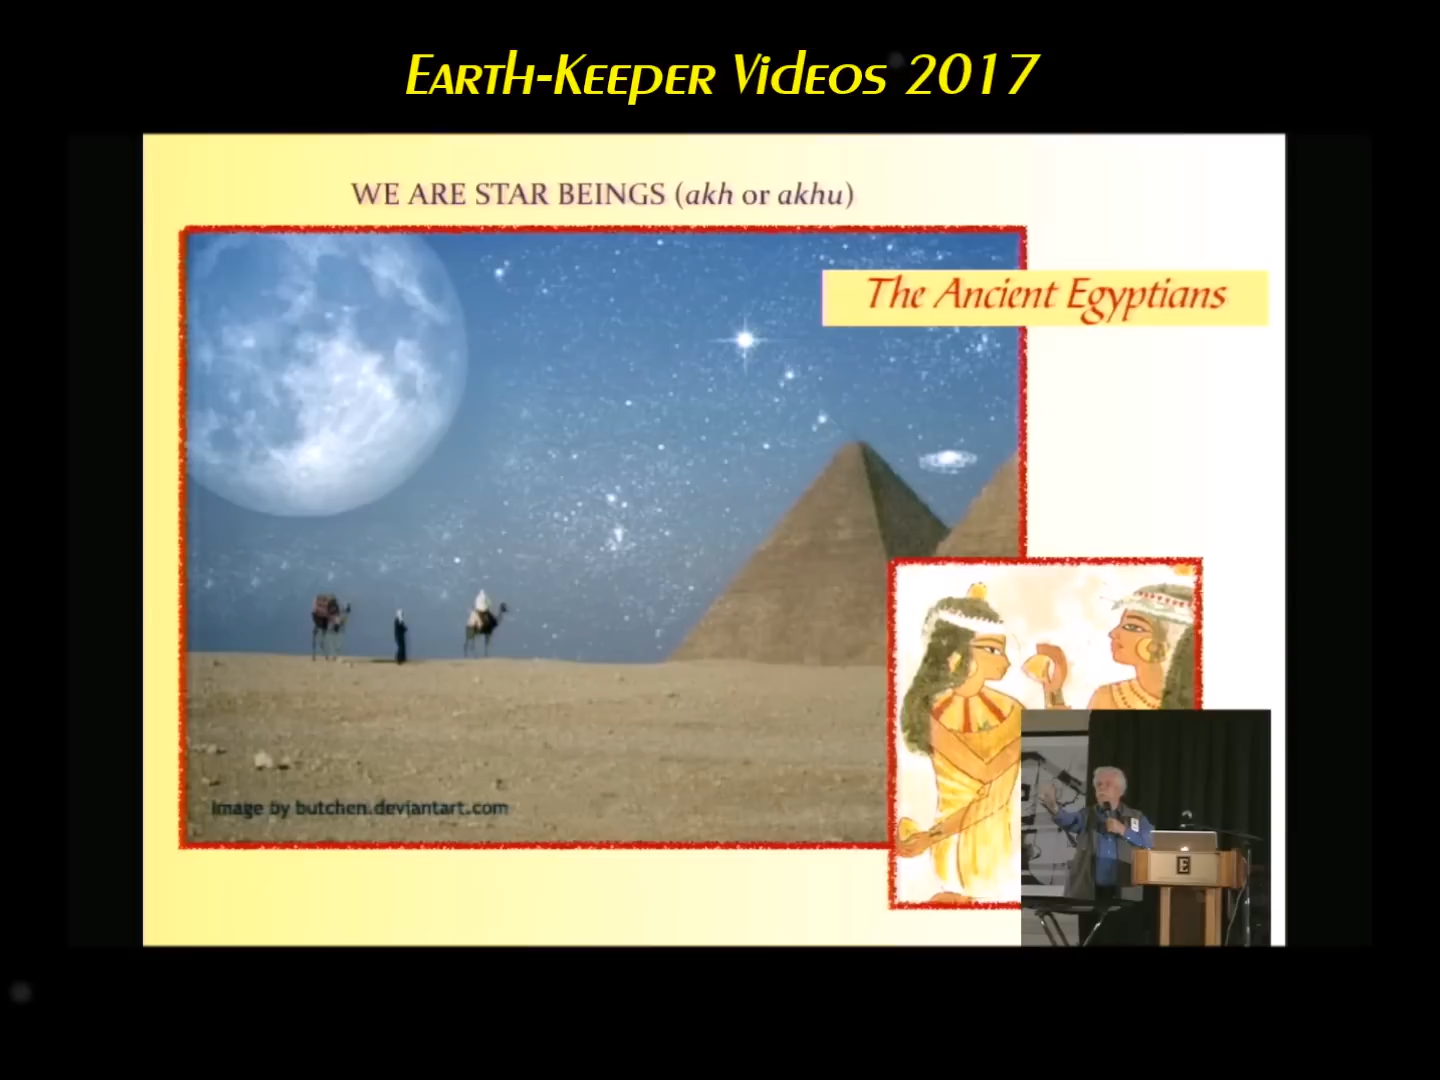 EARTH-KEEPER VIDEOS 2017
WE ARE STAR BEINGS (akh or akhu)
The Ancient Egyptians
Image by butchen.deviantart.com
E